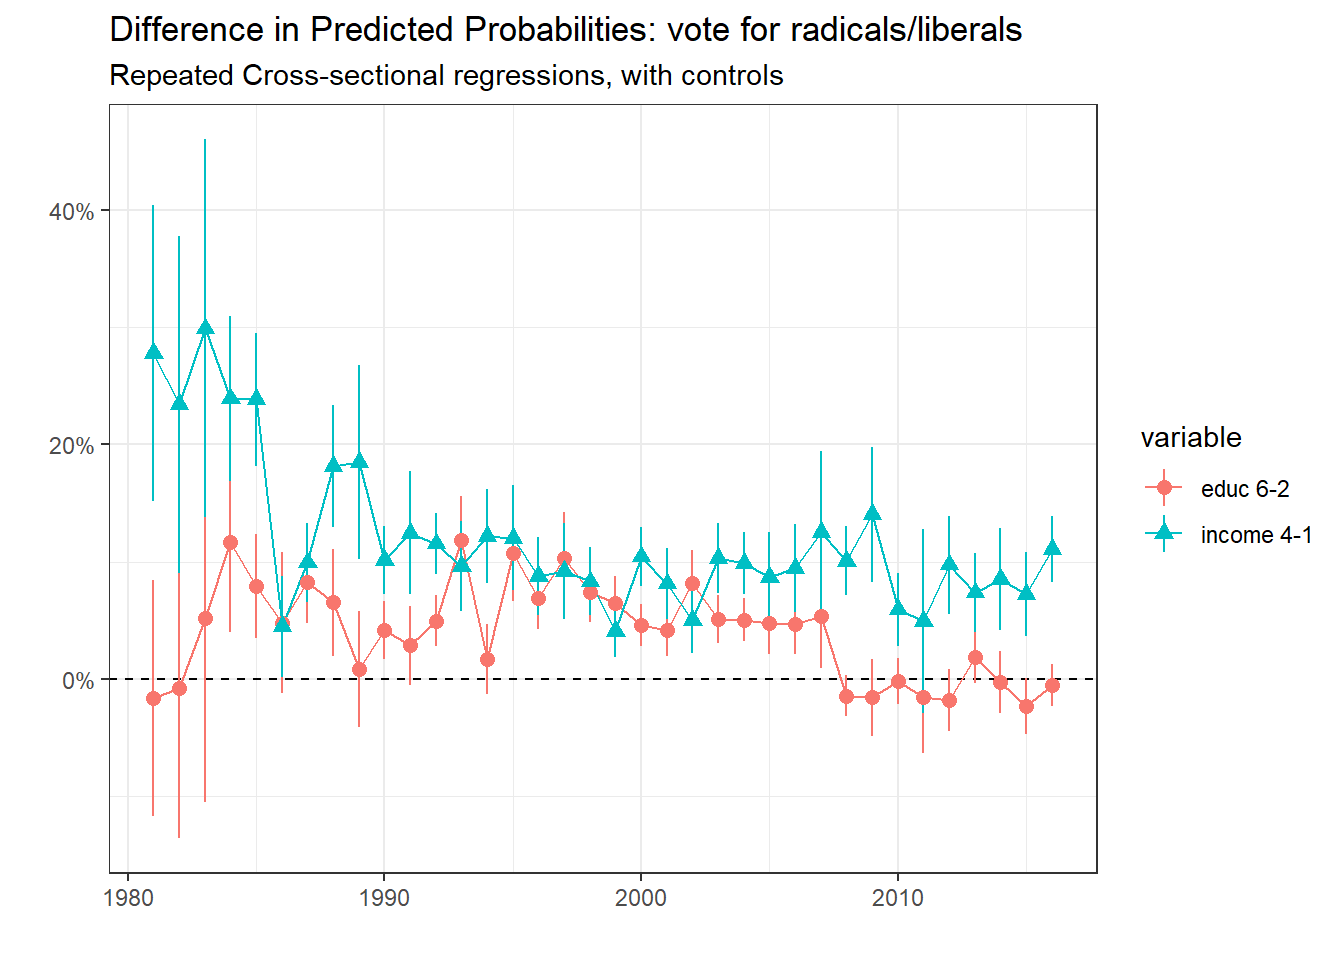 Difference in Predicted Probabilities: vote for radicals/liberals
Repeated Cross-sectional regressions, with controls
40%
20%
0%
1980
1990
2000
2010
variable
educ 6-2
income 4-1